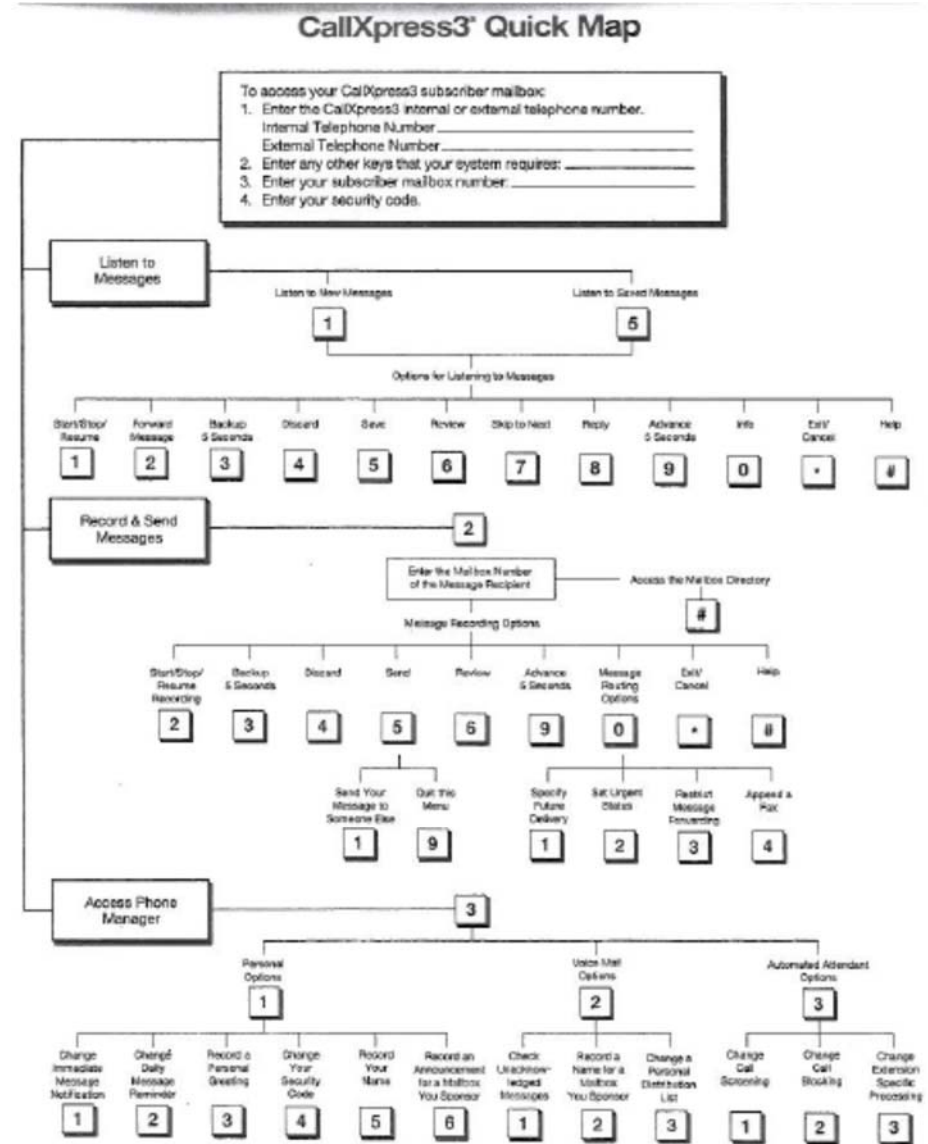 CallXpress3® Quick Map
To access your CallXpress3 subscriber mailbox:
1. Enter the CallXpress3 internal or external telephone number.
Internal Telephone Number
External Telephone Number
2. Enter any other keys that your system requires:
3. Enter your subscriber mailbox number:
4. Enter your security code.
Listen to
Messages
Listen to New Messages
Listen to Saved Messages
1
5
Options for Listening to Messages
Start/Stop/
Resume
Forward
Message
Backup
5 Seconds
Discard
Save
Review
Skip to Next
Reply
Advance
5 Seconds
Info
Exit/
Cancel
Help
1
2
3
4
5
6
7
8
9
0
*
#
Record & Send
Messages
2
Enter the Mailbox Number
of the Message Recipient
Access the Mailbox Directory
#
Message Recording Options
Start/Stop/
Resume
Recording
Backup
5 Seconds
Discard
Send
Review
Advance
5 Seconds
Message
Routing
Options
Exit/
Cancel
Help
2
3
4
5
6
9
0
*
#
Send Your
Message to
Someone Else
Quit this
Menu
Specify
Future
Delivery
Set Urgent
Status
Restrict
Message
Forwarding
Append a
Fax
1
9
1
2
3
4
Access Phone
Manager
3
Personal
Options
Voice Mail
Options
Automated Attendant
Options
1
2
3
Change
Immediate
Message
Notification
Change
Daily
Message
Reminder
Record a
Personal
Greeting
Change
Your
Security
Code
Record
Your
Name
Record an
Announcement
for a Mailbox
You Sponsor
Check
Unacknow-
ledged
Messages
Record a
Name for a
Mailbox
You Sponsor
Change a
Personal
Distribution
List
Change
Call
Screening
Change
Call
Blocking
Change
Extension
Specific
Processing
1
2
3
4
5
6
1
2
3
1
2
3